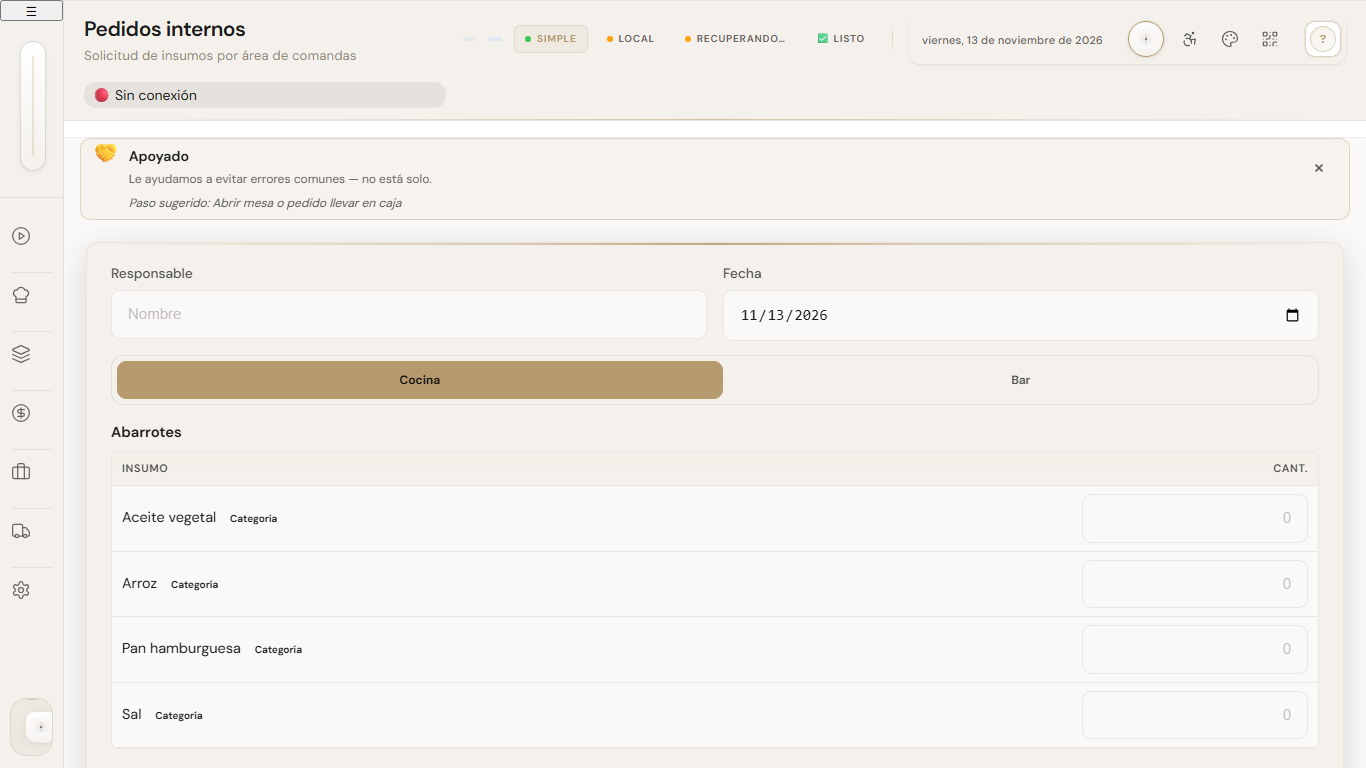 ☰
Pedidos internos
Solicitud de insumos por área de comandas
SIMPLE
LOCAL
RECUPERANDO…
LISTO
viernes, 13 de noviembre de 2026
?
Sin conexión
Apoyado
Le ayudamos a evitar errores comunes — no está solo.
Paso sugerido: Abrir mesa o pedido llevar en caja
×
Responsable
Fecha
Nombre
11/13/2026
Cocina
Bar
Abarrotes
INSUMO
CANT.
Aceite vegetal Categoría
0
Arroz Categoría
0
Pan hamburguesa Categoría
0
Sal Categoría
0